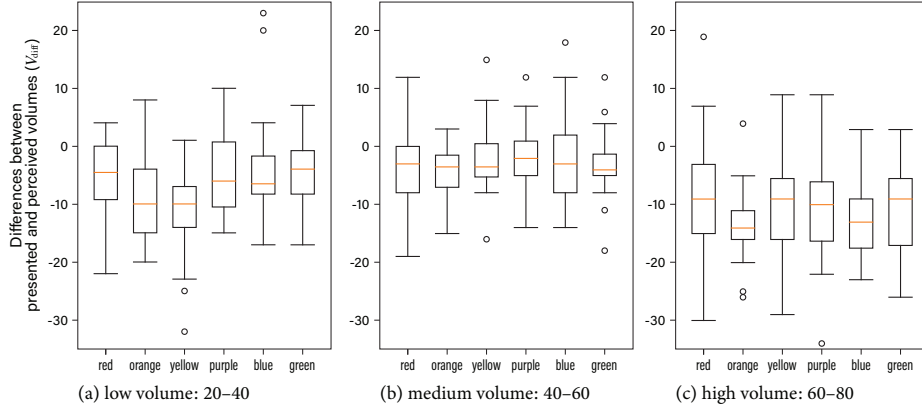 Differences between
presented and perceived volumes (Vdiff)
20
10
0
-10
-20
-30
red orange yellow purple blue green
(a) low volume: 20–40
20
10
0
-10
-20
-30
red orange yellow purple blue green
(b) medium volume: 40–60
20
10
0
-10
-20
-30
red orange yellow purple blue green
(c) high volume: 60–80